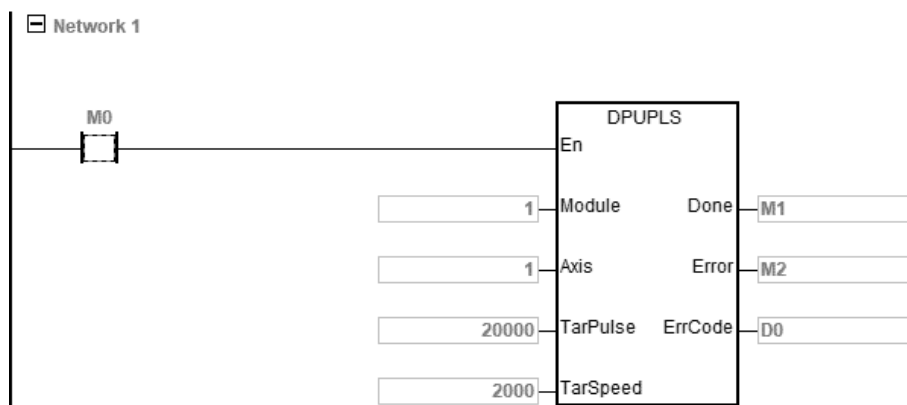 Network 1
M0
DPUPLS
En
1 Module Done M1
1 Axis Error M2
20000 TarPulse ErrCode D0
2000 TarSpeed